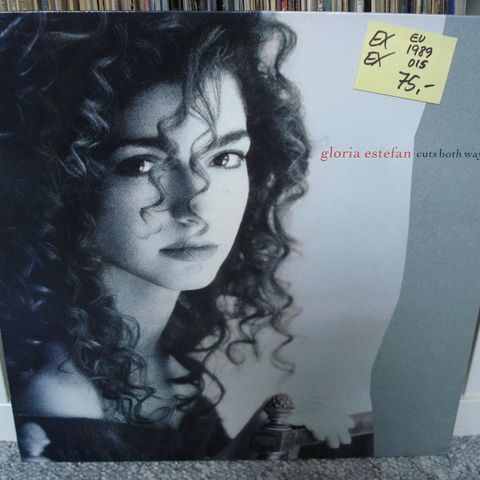 EX EU
EX 1989
015
75,-
gloria estefan cuts both way